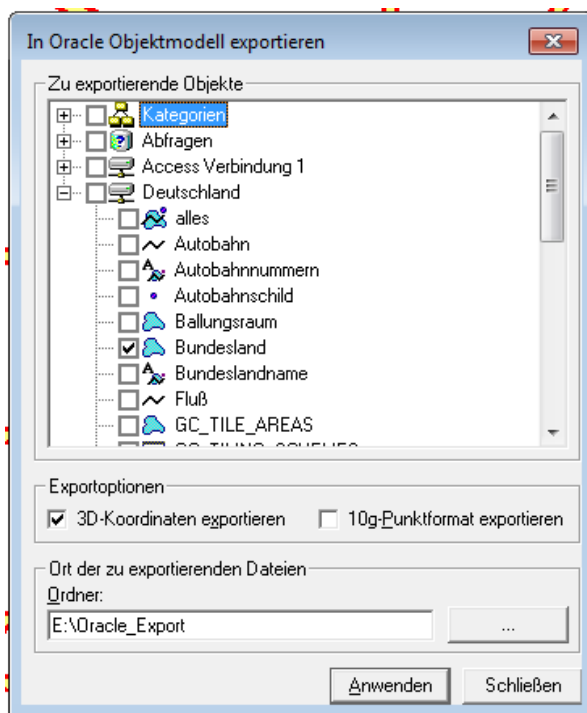 In Oracle Objektmodell exportieren
Zu exportierende Objekte
Kategorien
Abfragen
Access Verbindung 1
Deutschland
alles
Autobahn
Autobahnnummern
Autobahnschild
Ballungsraum
Bundesland
Bundeslandname
Fluß
GC_TILE_AREAS
Exportoptionen
3D-Koordinaten exportieren 10g-Punktformat exportieren
Ort der zu exportierenden Dateien
Ordner:
E:\Oracle_Export ...
Anwenden Schließen